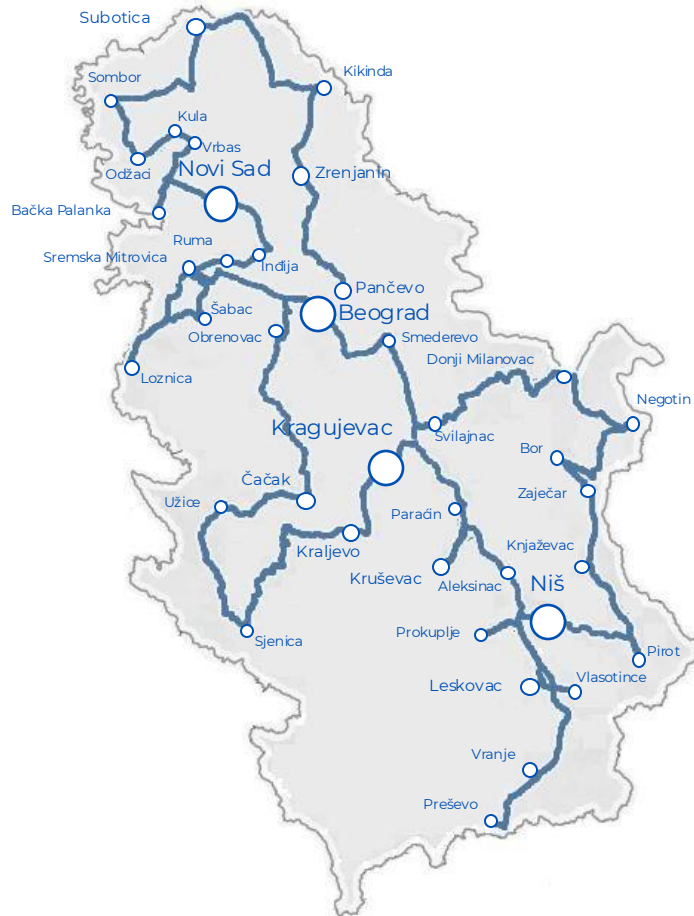 Subotica
Kikinda
Sombor
Kula
Vrbas
Odžaci
Novi Sad
Zrenjanin
Bačka Palanka
Ruma
Sremska Mitrovica
Inđija
Pančevo
Šabac
Beograd
Obrenovac
Smederevo
Donji Milanovac
Loznica
Negotin
Kragujevac
Svilajnac
Bor
Čačak
Zaječar
Užice
Paraćin
Knjaževac
Kraljevo
Kruševac
Aleksinac
Niš
Prokuplje
Sjenica
Pirot
Vlasotince
Leskovac
Vranje
Preševo